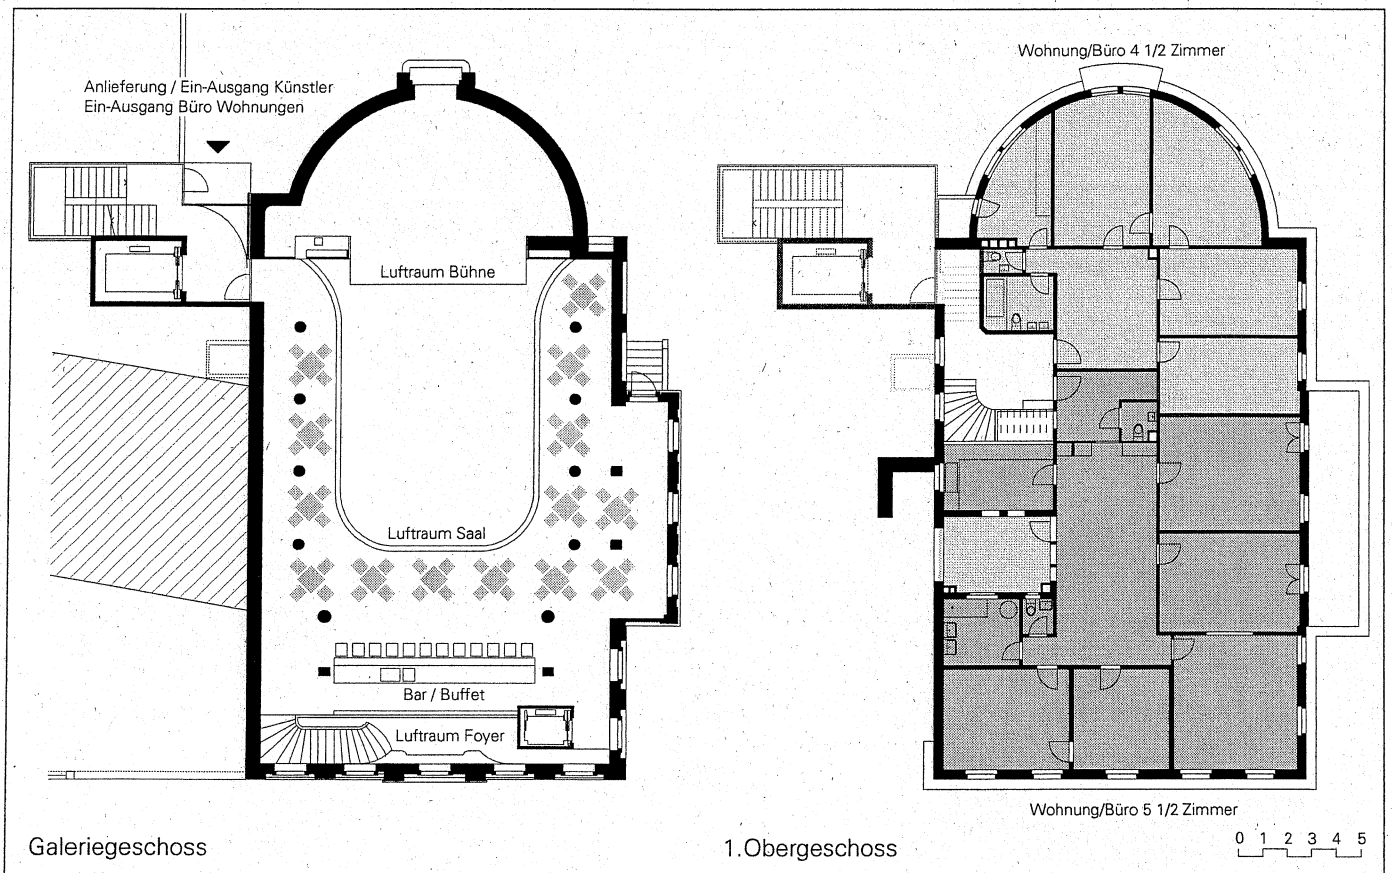 Anlieferung / Ein-Ausgang Künstler
Ein-Ausgang Büro Wohnungen
Luftraum Bühne
Luftraum Saal
Bar / Buffet
Luftraum Foyer
Galeriegeschoss
Wohnung/Büro 4 1/2 Zimmer
Wohnung/Büro 5 1/2 Zimmer
1.Obergeschoss
0 1 2 3 4 5